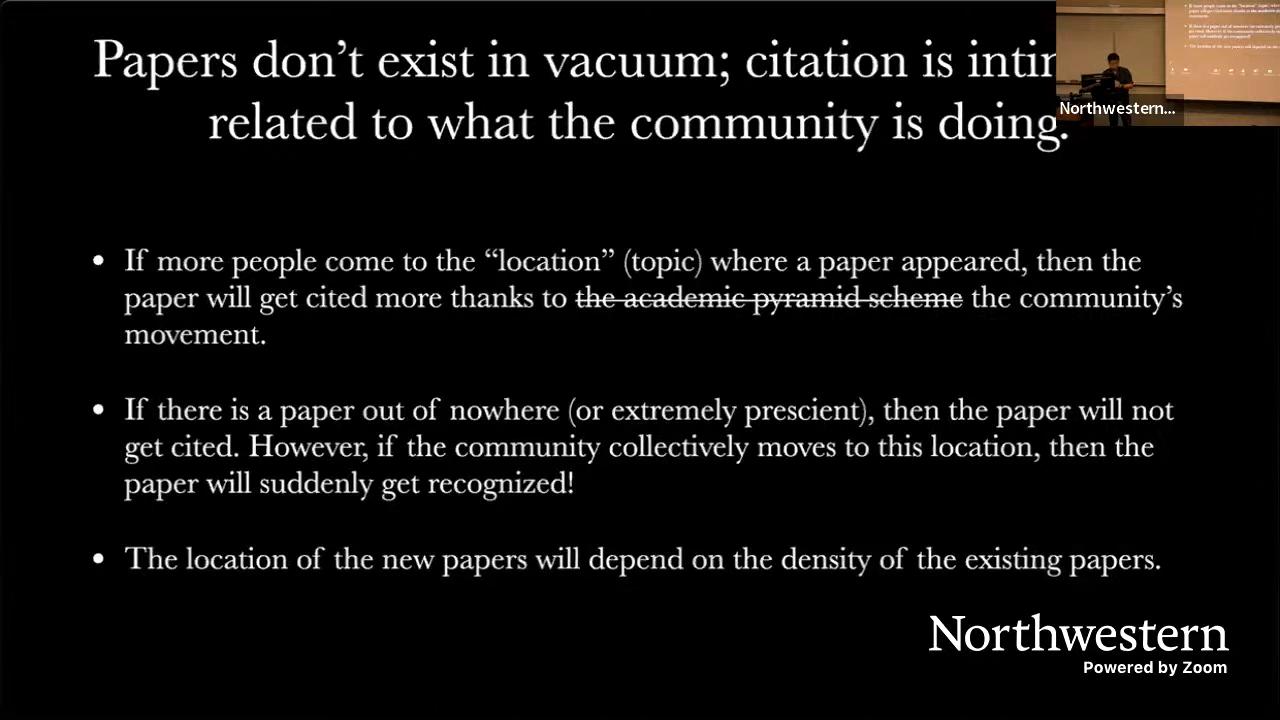 Papers don’t exist in vacuum; citation is
related to what the community is doing.
Northwestern...
• If more people come to the “location” (topic) where a paper appeared, then the
paper will get cited more thanks to the academic pyramid scheme the community’s
movement.
• If there is a paper out of nowhere (or extremely prescient), then the paper will not
get cited. However, if the community collectively moves to this location, then the
paper will suddenly get recognized!
• The location of the new papers will depend on the density of the existing papers.
Northwestern
Powered by Zoom